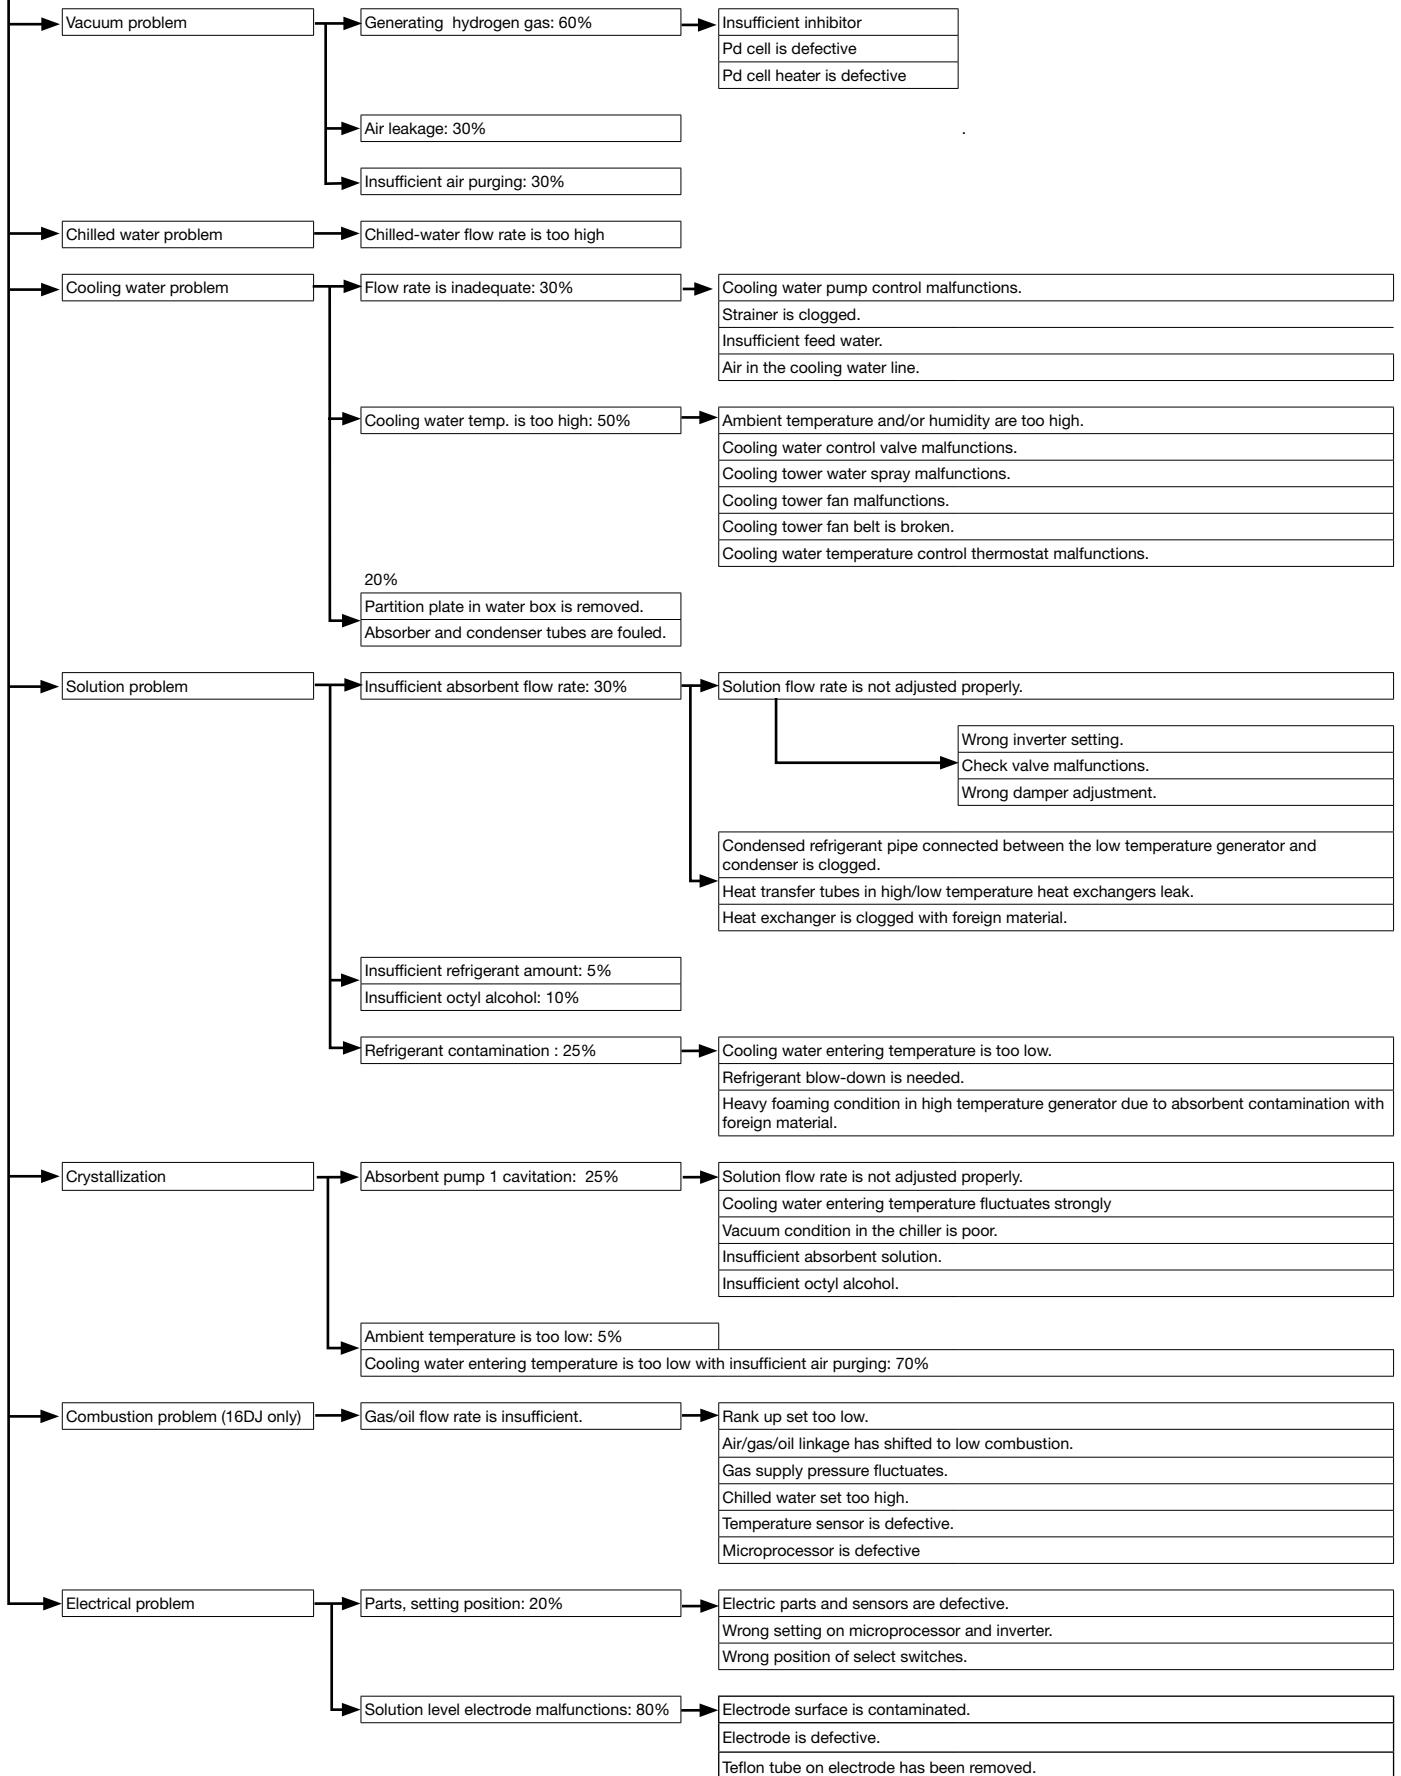 Vacuum problem
Generating hydrogen gas: 60%
Insufficient inhibitor
Pd cell is defective
Pd cell heater is defective
Air leakage: 30%
.
Insufficient air purging: 30%
Chilled water problem
Chilled-water flow rate is too high
Cooling water problem
Flow rate is inadequate: 30%
Cooling water pump control malfunctions.
Strainer is clogged.
Insufficient feed water.
Air in the cooling water line.
Cooling water temp. is too high: 50%
Ambient temperature and/or humidity are too high.
Cooling water control valve malfunctions.
Cooling tower water spray malfunctions.
Cooling tower fan malfunctions.
Cooling tower fan belt is broken.
Cooling water temperature control thermostat malfunctions.
20%
Partition plate in water box is removed.
Absorber and condenser tubes are fouled.
Solution problem
Insufficient absorbent flow rate: 30%
Solution flow rate is not adjusted properly.
Wrong inverter setting.
Check valve malfunctions.
Wrong damper adjustment.
Condensed refrigerant pipe connected between the low temperature generator and
condenser is clogged.
Heat transfer tubes in high/low temperature heat exchangers leak.
Heat exchanger is clogged with foreign material.
Insufficient refrigerant amount: 5%
Insufficient octyl alcohol: 10%
Refrigerant contamination : 25%
Cooling water entering temperature is too low.
Refrigerant blow-down is needed.
Heavy foaming condition in high temperature generator due to absorbent contamination with
foreign material.
Crystallization
Absorbent pump 1 cavitation: 25%
Solution flow rate is not adjusted properly.
Cooling water entering temperature fluctuates strongly
Vacuum condition in the chiller is poor.
Insufficient absorbent solution.
Insufficient octyl alcohol.
Ambient temperature is too low: 5%
Cooling water entering temperature is too low with insufficient air purging: 70%
Combustion problem (16DJ only)
Gas/oil flow rate is insufficient.
Rank up set too low.
Air/gas/oil linkage has shifted to low combustion.
Gas supply pressure fluctuates.
Chilled water set too high.
Temperature sensor is defective.
Microprocessor is defective
Electrical problem
Parts, setting position: 20%
Electric parts and sensors are defective.
Wrong setting on microprocessor and inverter.
Wrong position of select switches.
Solution level electrode malfunctions: 80%
Electrode surface is contaminated.
Electrode is defective.
Teflon tube on electrode has been removed.